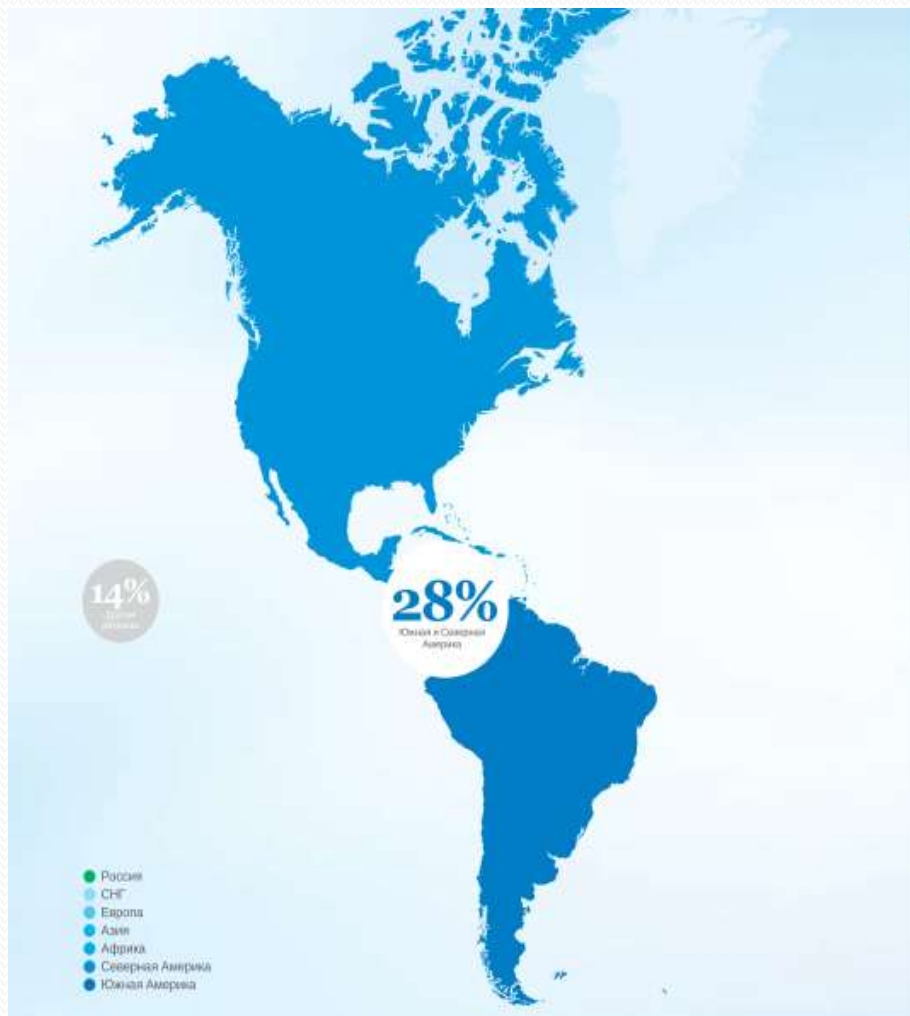 14%
28%
Южная и Северная
Америка
Россия
СНГ
Европа
Азия
Африка
Северная Америка
Южная Америка